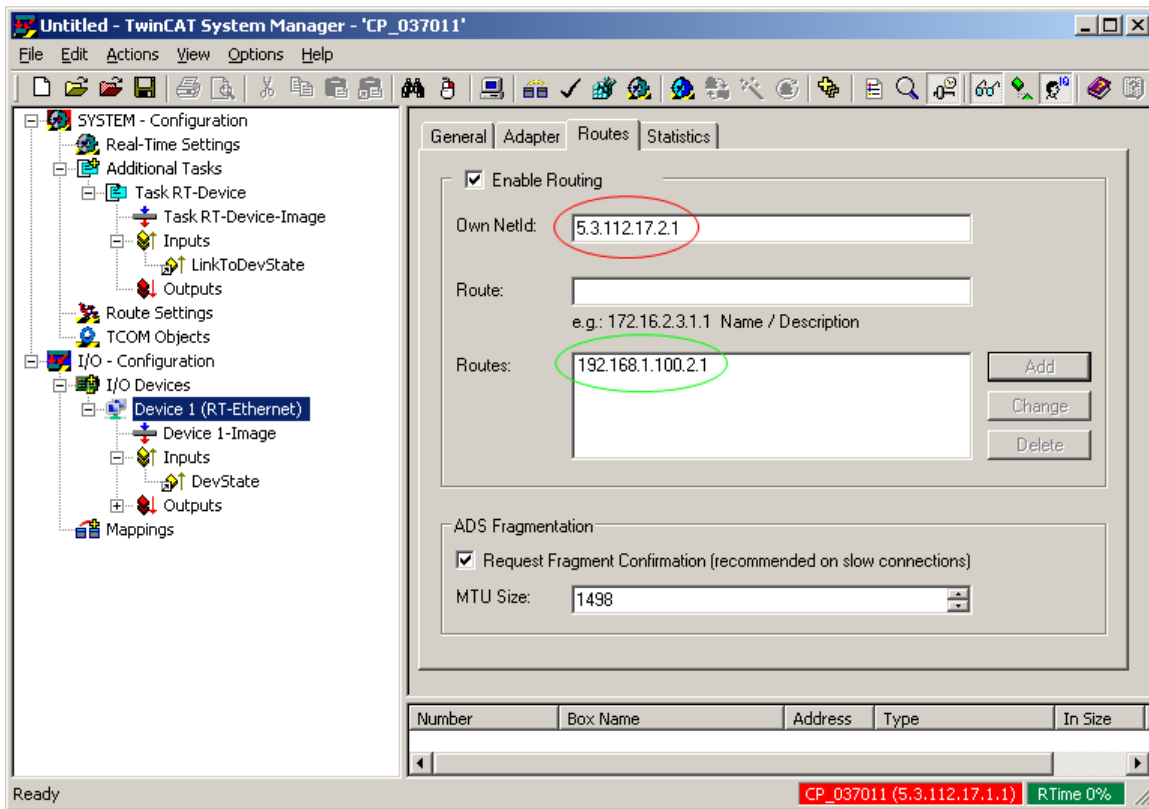 Untitled - TwinCAT System Manager - 'CP_037011'
File Edit Actions View Options Help
SYSTEM - Configuration
Real-Time Settings
Additional Tasks
Task RT-Device
Task RT-Device-Image
Inputs
LinkToDevState
Outputs
Route Settings
TCOM Objects
I/O - Configuration
I/O Devices
Device 1 (RT-Ethernet)
Device 1-Image
Inputs
DevState
Outputs
Mappings
General Adapter Routes Statistics
Enable Routing
Own NetId: 5.3.112.17.2.1
Route:
e.g.: 172.16.2.3.1.1 Name / Description
Routes: 192.168.1.100.2.1
Add
Change
Delete
ADS Fragmentation
Request Fragment Confirmation (recommended on slow connections)
MTU Size: 1498
Number Box Name Address Type In Size
Ready CP_037011 (5.3.112.17.1.1) RTime 0%